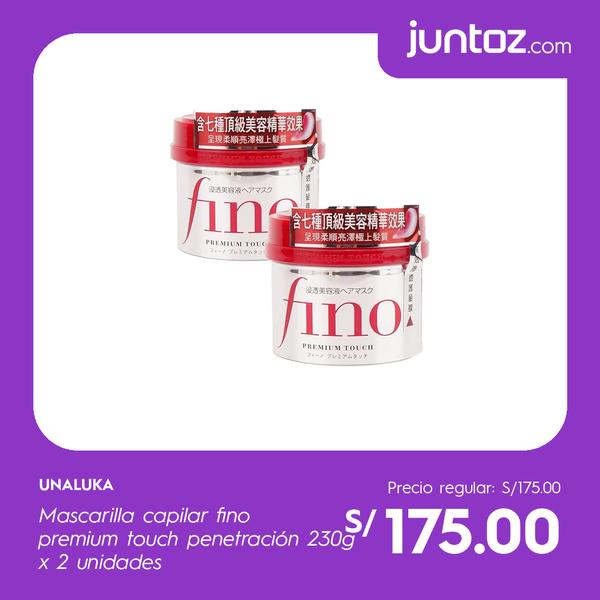 juntoz.com
含七種頂級美容精華效果
呈現柔順亮澤極上髮質
PREMIUM TOUCH
浸透美容液ヘアマスク
fino
PREMIUM TOUCH
フィーノ プレミアムタッチ
含七種頂級美容精華效果
呈現柔順亮澤極上髮質
浸透美容液ヘアマスク
fino
PREMIUM TOUCH
フィーノ プレミアムタッチ
UNALUKA
Precio regular: S/175.00
Mascarilla capilar fino
premium touch penetración 230g
x 2 unidades
S/ 175.00